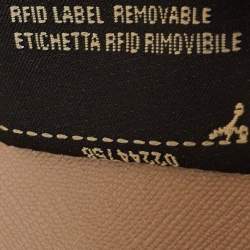 RFID LABEL REMOVABLE
ETICHETTA RFID RIMOVIBILE